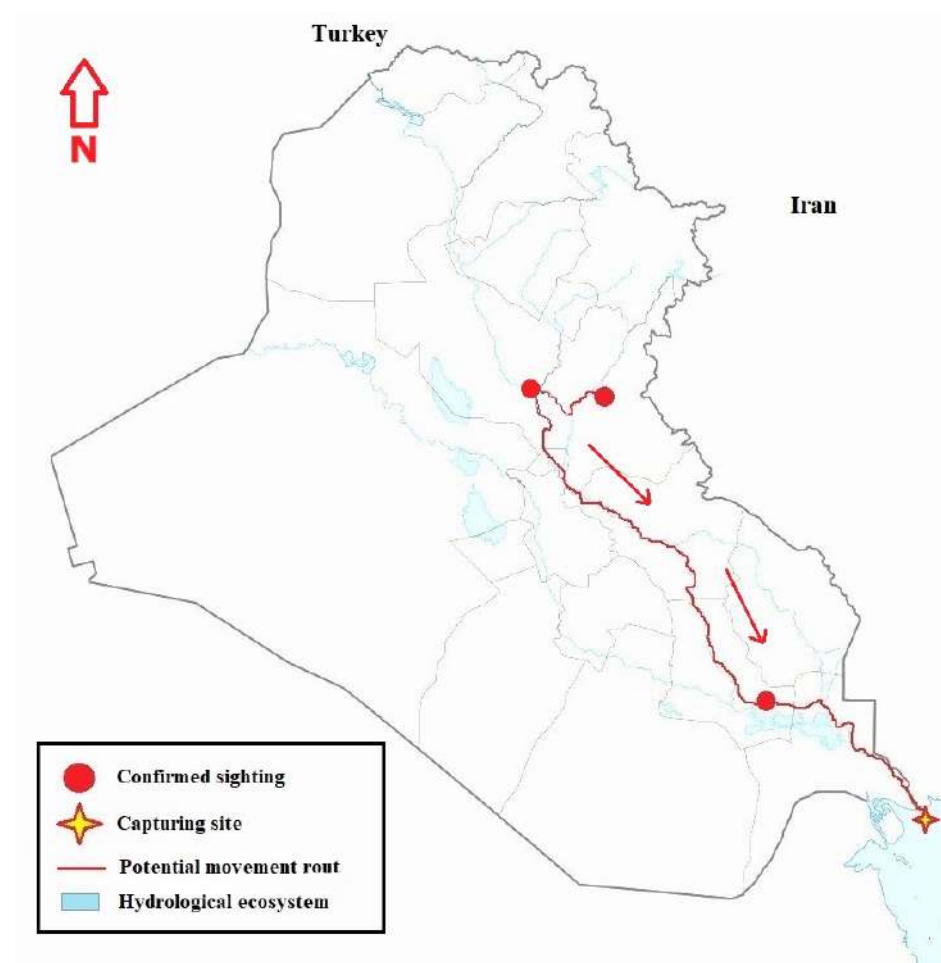 Turkey
N
Iran
Confirmed sighting
Capturing site
Potential movement rout
Hydrological ecosystem